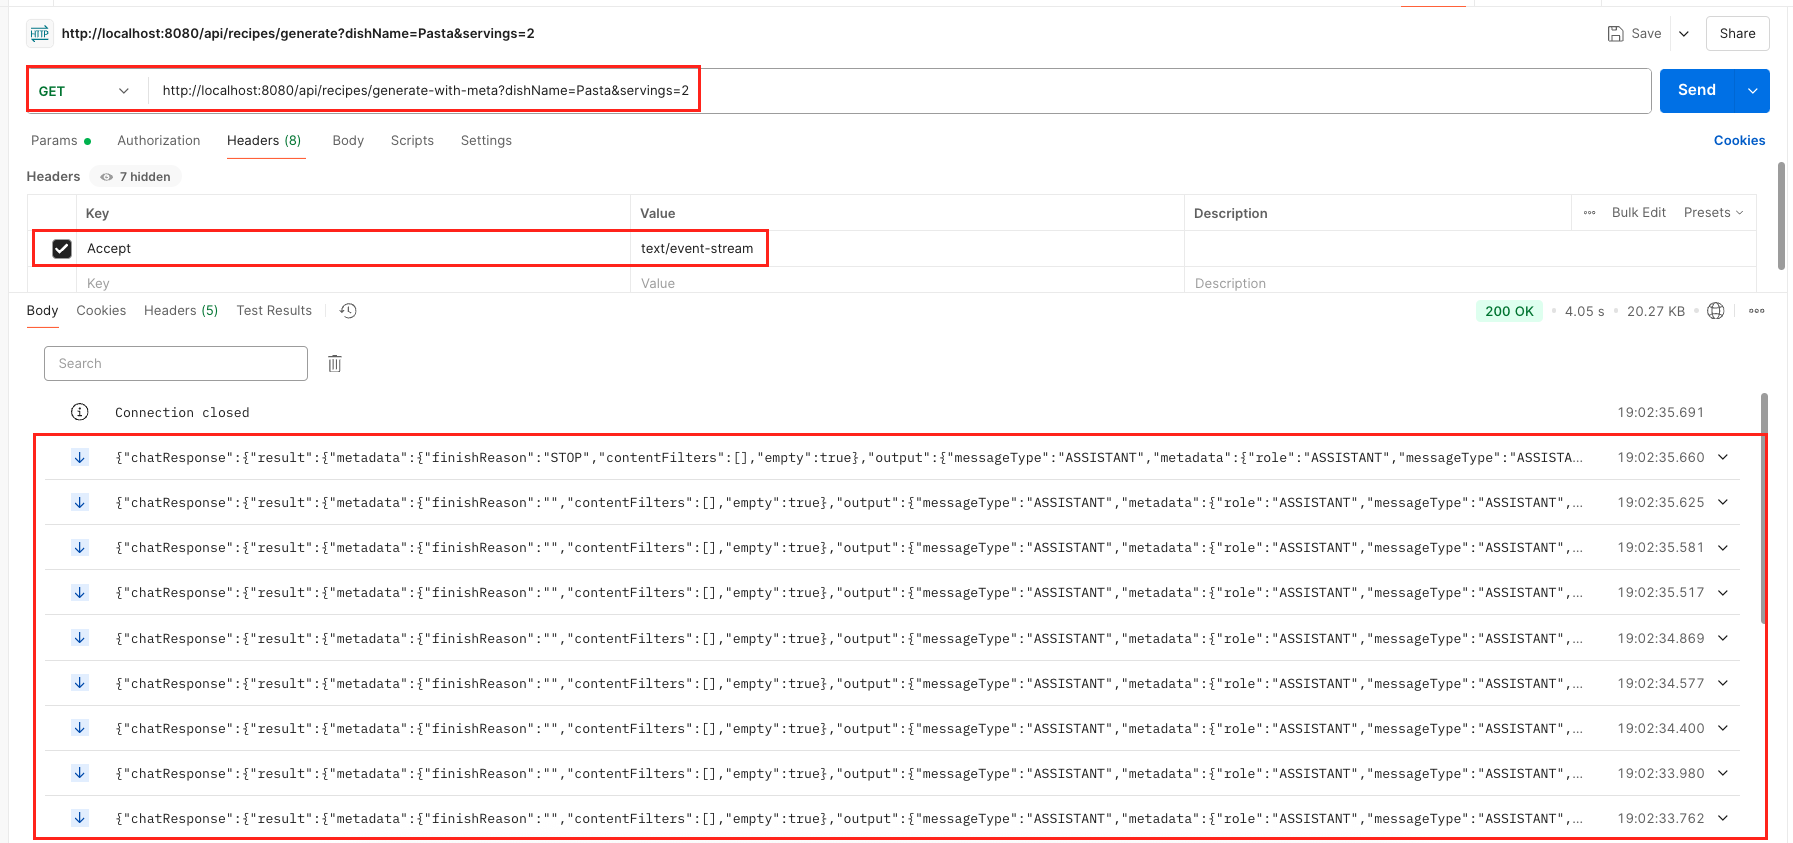 HTTP http://localhost:8080/api/recipes/generate?dishName=Pasta&servings=2 Save Share
GET http://localhost:8080/api/recipes/generate-with-meta?dishName=Pasta&servings=2 Send
Params Authorization Headers (8) Body Scripts Settings Cookies
Headers 7 hidden
Key Value Description Bulk Edit Presets
Accept text/event-stream
Key Value Description
Body Cookies Headers (5) Test Results 200 OK 4.05 s 20.27 KB
Search
Connection closed 19:02:35.691
{"chatResponse":{"result":{"metadata":{"finishReason":"STOP","contentFilters":[],"empty":true},"output":{"messageType":"ASSISTANT","metadata":{"role":"ASSISTANT","messageType":"ASSISTA... 19:02:35.660
{"chatResponse":{"result":{"metadata":{"finishReason":"","contentFilters":[],"empty":true},"output":{"messageType":"ASSISTANT","metadata":{"role":"ASSISTANT","messageType":"ASSISTANT",... 19:02:35.625
{"chatResponse":{"result":{"metadata":{"finishReason":"","contentFilters":[],"empty":true},"output":{"messageType":"ASSISTANT","metadata":{"role":"ASSISTANT","messageType":"ASSISTANT",... 19:02:35.581
{"chatResponse":{"result":{"metadata":{"finishReason":"","contentFilters":[],"empty":true},"output":{"messageType":"ASSISTANT","metadata":{"role":"ASSISTANT","messageType":"ASSISTANT",... 19:02:35.517
{"chatResponse":{"result":{"metadata":{"finishReason":"","contentFilters":[],"empty":true},"output":{"messageType":"ASSISTANT","metadata":{"role":"ASSISTANT","messageType":"ASSISTANT",... 19:02:34.869
{"chatResponse":{"result":{"metadata":{"finishReason":"","contentFilters":[],"empty":true},"output":{"messageType":"ASSISTANT","metadata":{"role":"ASSISTANT","messageType":"ASSISTANT",... 19:02:34.577
{"chatResponse":{"result":{"metadata":{"finishReason":"","contentFilters":[],"empty":true},"output":{"messageType":"ASSISTANT","metadata":{"role":"ASSISTANT","messageType":"ASSISTANT",... 19:02:34.400
{"chatResponse":{"result":{"metadata":{"finishReason":"","contentFilters":[],"empty":true},"output":{"messageType":"ASSISTANT","metadata":{"role":"ASSISTANT","messageType":"ASSISTANT",... 19:02:33.980
{"chatResponse":{"result":{"metadata":{"finishReason":"","contentFilters":[],"empty":true},"output":{"messageType":"ASSISTANT","metadata":{"role":"ASSISTANT","messageType":"ASSISTANT",... 19:02:33.762